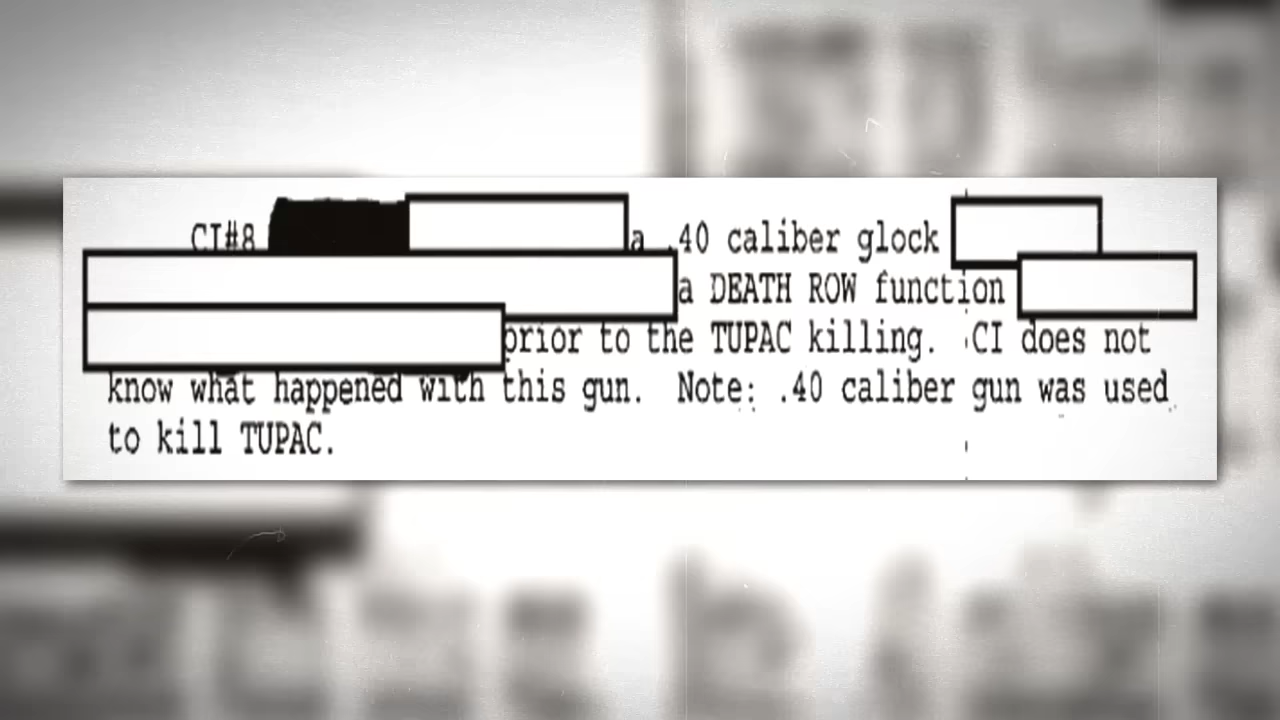 CI#8 a .40 caliber glock
a DEATH ROW function
prior to the TUPAC killing. CI does not
know what happened with this gun. Note: .40 caliber gun was used
to kill TUPAC.